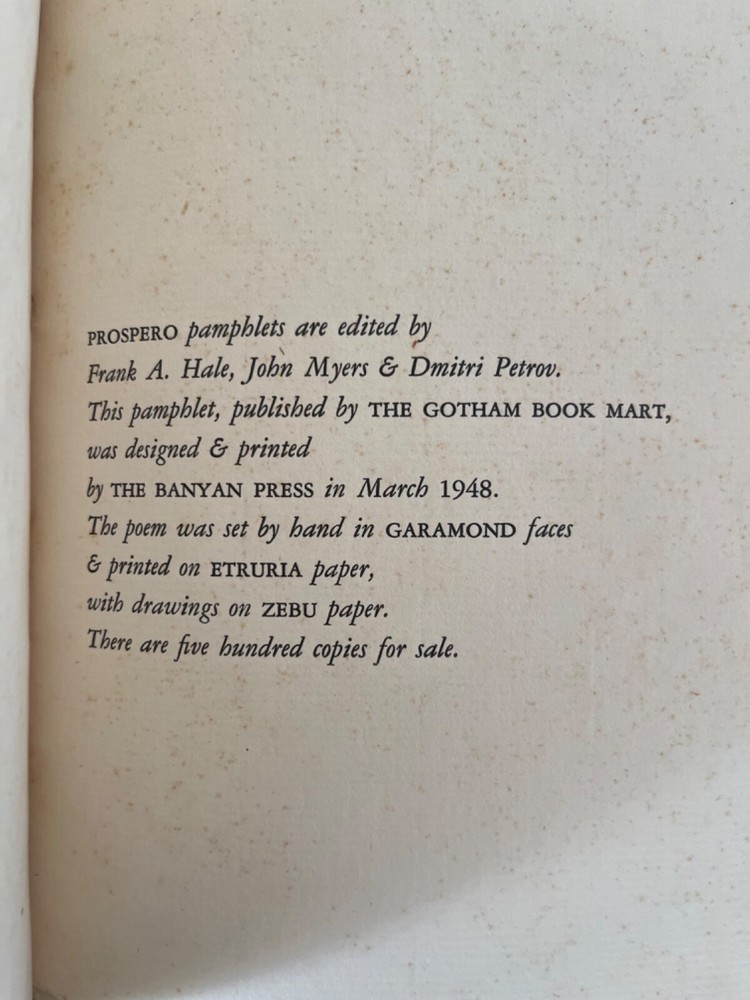 PROSPERO pamphlets are edited by
Frank A. Hale, John Myers & Dmitri Petrov.
This pamphlet, published by THE GOTHAM BOOK MART,
was designed & printed
by THE BANYAN PRESS in March 1948.
The poem was set by hand in GARAMOND faces
& printed on ETRURIA paper,
with drawings on ZEBU paper.
There are five hundred copies for sale.